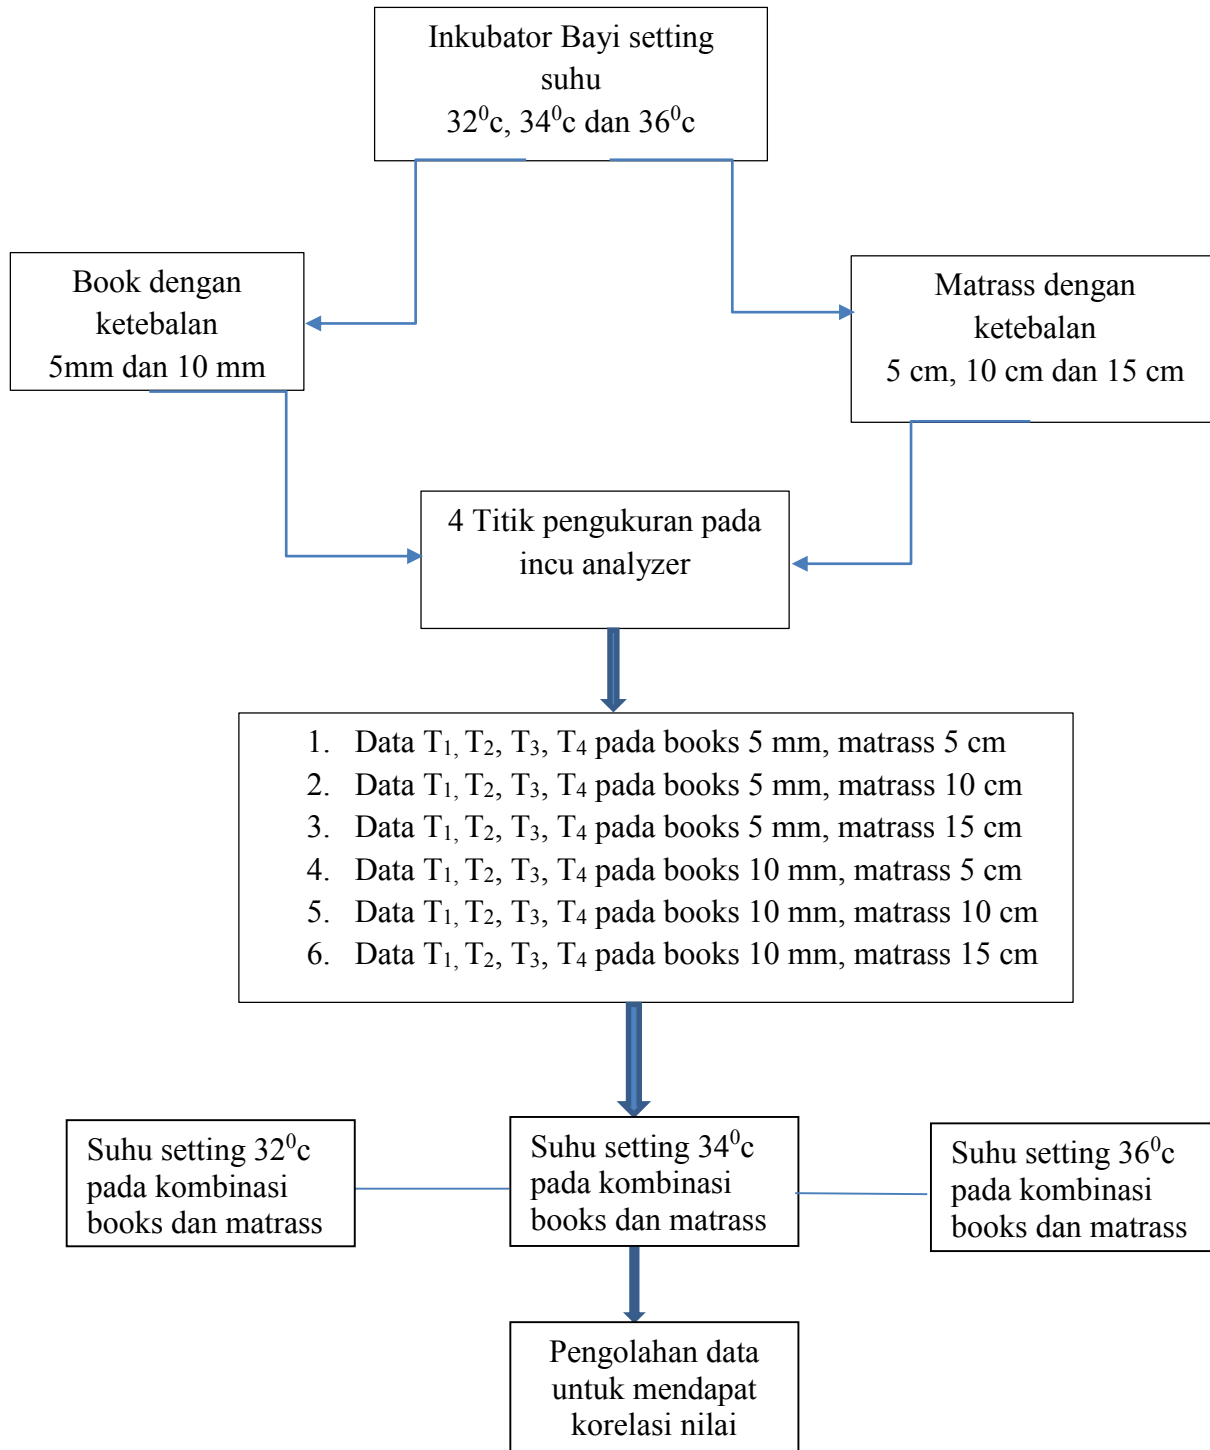 Inkubator Bayi setting
suhu
32⁰c, 34⁰c dan 36⁰c
Book dengan
ketebalan
5mm dan 10 mm
Matrass dengan
ketebalan
5 cm, 10 cm dan 15 cm
4 Titik pengukuran pada
incu analyzer
1. Data T₁, T₂, T₃, T₄ pada books 5 mm, matrass 5 cm
2. Data T₁, T₂, T₃, T₄ pada books 5 mm, matrass 10 cm
3. Data T₁, T₂, T₃, T₄ pada books 5 mm, matrass 15 cm
4. Data T₁, T₂, T₃, T₄ pada books 10 mm, matrass 5 cm
5. Data T₁, T₂, T₃, T₄ pada books 10 mm, matrass 10 cm
6. Data T₁, T₂, T₃, T₄ pada books 10 mm, matrass 15 cm
Suhu setting 32⁰c
pada kombinasi
books dan matrass
Suhu setting 34⁰c
pada kombinasi
books dan matrass
Suhu setting 36⁰c
pada kombinasi
books dan matrass
Pengolahan data
untuk mendapat
korelasi nilai